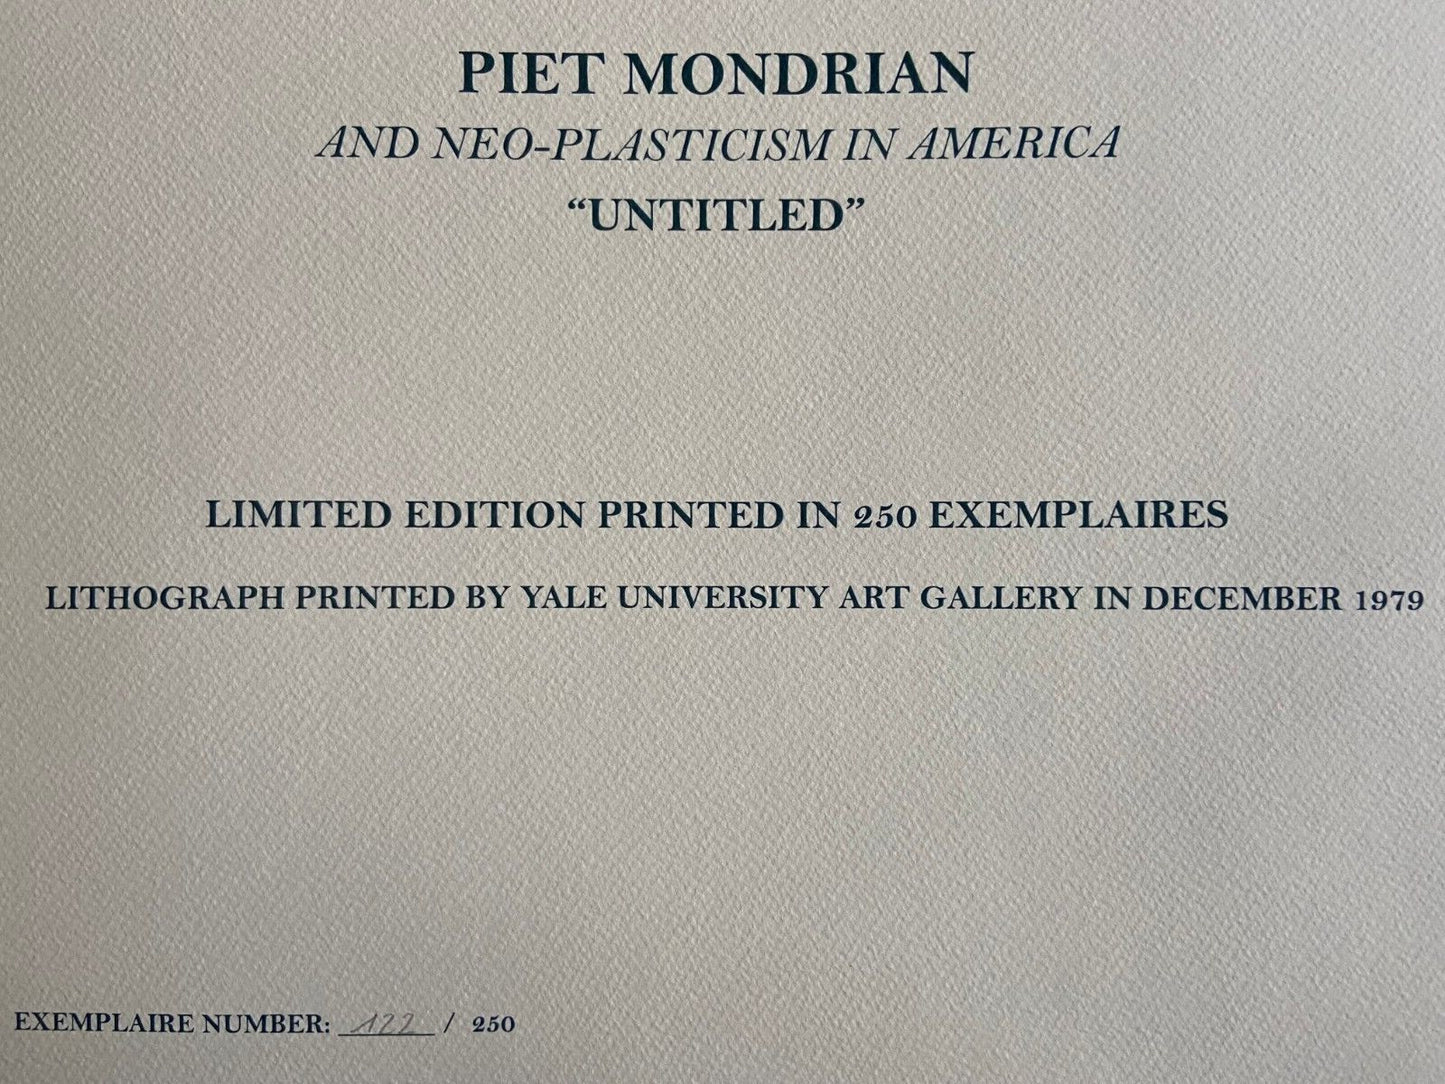 PIET MONDRIAN
AND NEO-PLASTICISM IN AMERICA
“UNTITLED”
LIMITED EDITION PRINTED IN 250 EXEMPLAIRES
LITHOGRAPH PRINTED BY YALE UNIVERSITY ART GALLERY IN DECEMBER 1979
EXEMPLAIRE NUMBER: 122 / 250